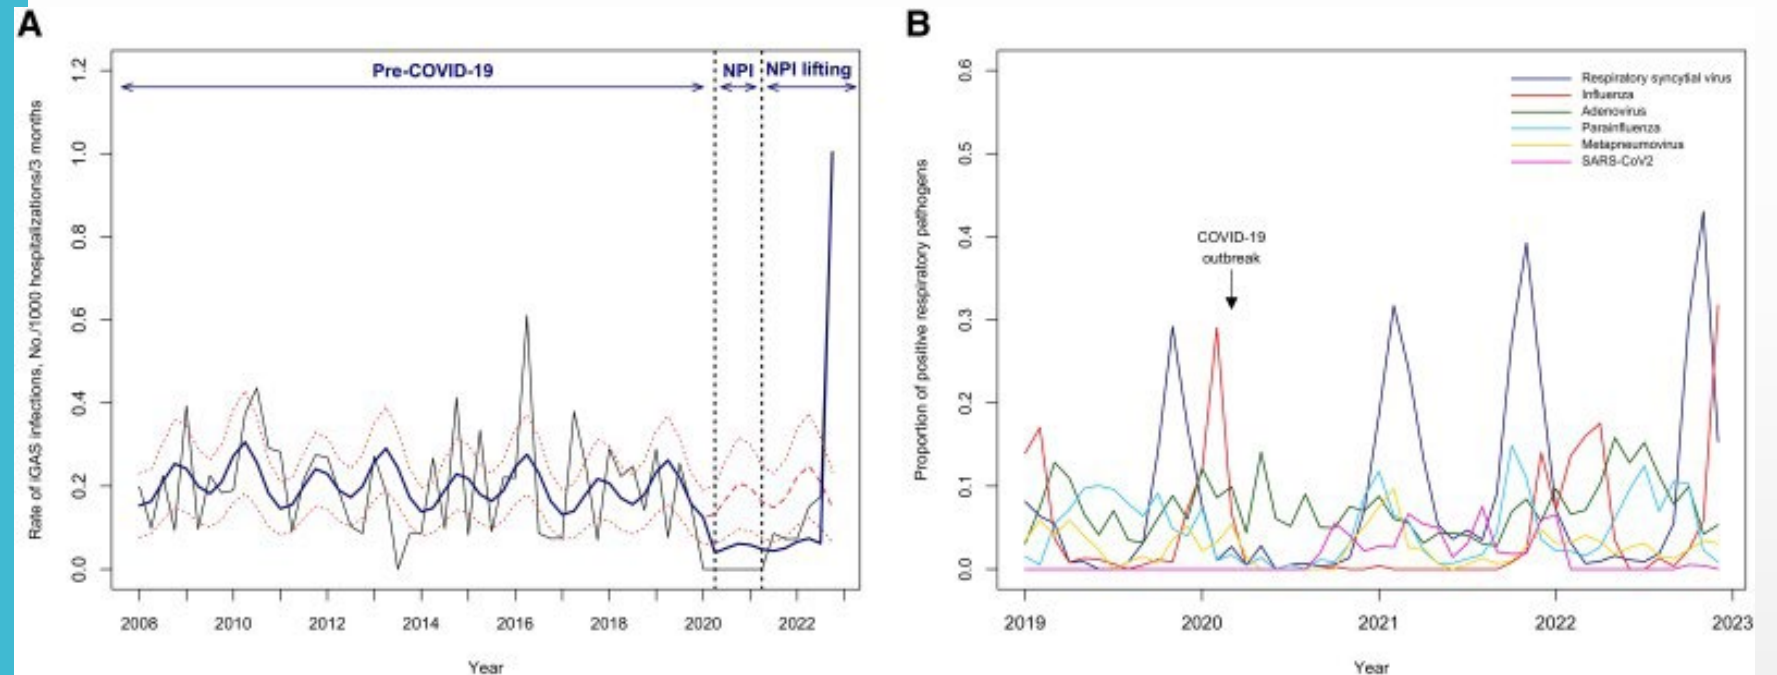 A
Pre-COVID-19
NPI
NPI lifting
Rate of iGAS infections, No./1000 hospitalizations/3 months
1.2
1.0
0.8
0.6
0.4
0.2
0.0
2008
2010
2012
2014
2016
2018
2020
2022
Year
B
Respiratory syncytial virus
Influenza
Adenovirus
Parainfluenza
Metapneumovirus
SARS-CoV2
COVID-19
outbreak
Proportion of positive respiratory pathogens
0.6
0.5
0.4
0.3
0.2
0.1
0.0
2019
2020
2021
2022
2023
Year